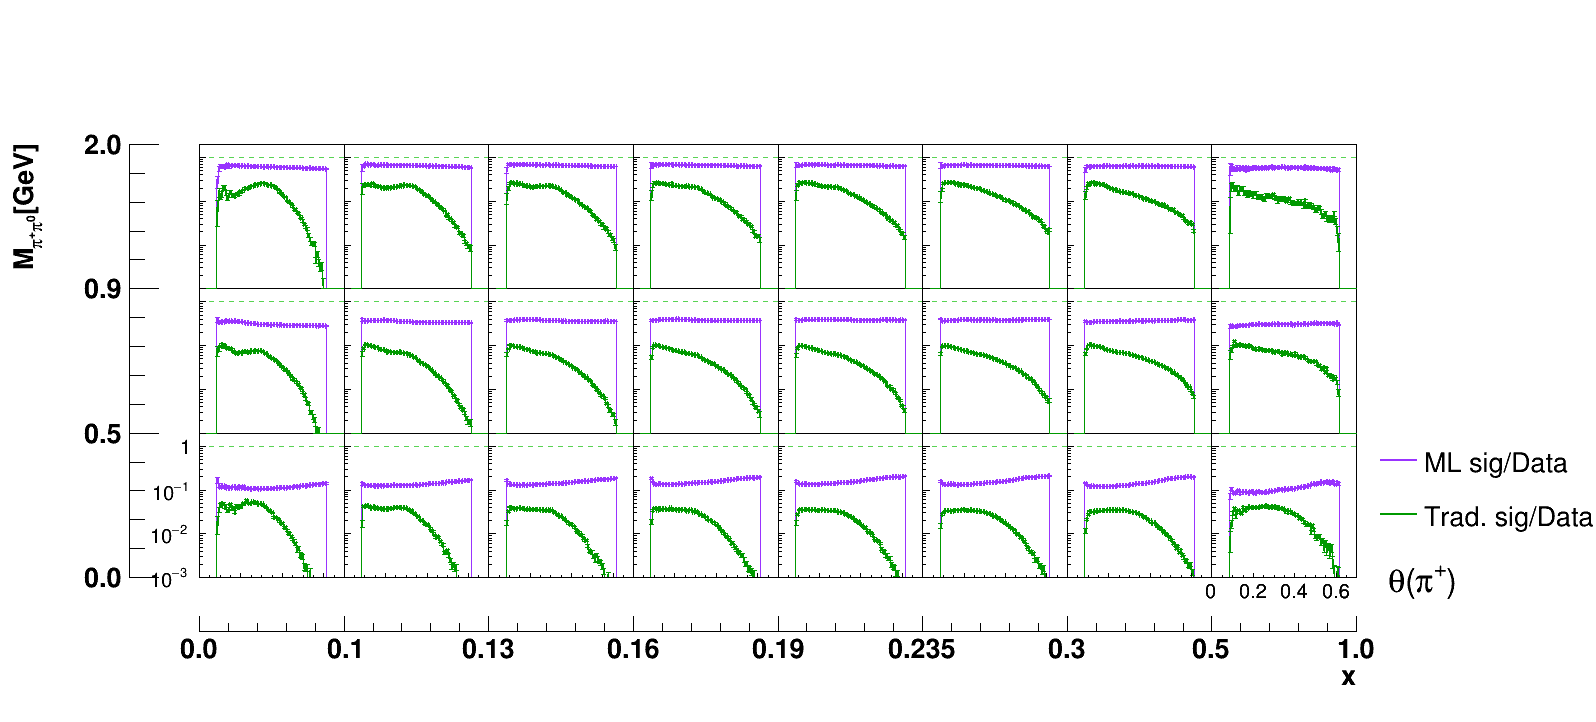 M_{π⁺π⁰}[GeV]
2.0
0.9
0.5
0.0
1
10⁻¹
10⁻²
10⁻³
ML sig/Data
Trad. sig/Data
0 0.2 0.4 0.6
θ(π⁺)
0.0 0.1 0.13 0.16 0.19 0.235 0.3 0.5 1.0
x